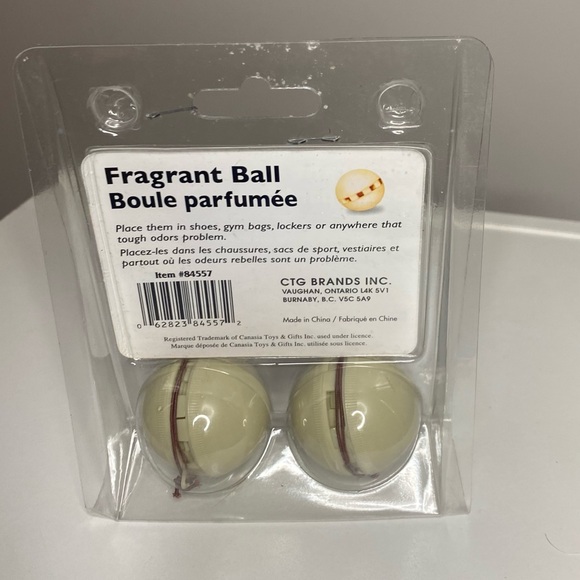 Fragrant Ball
Boule parfumée
Place them in shoes, gym bags, lockers or anywhere that
tough odors problem.
Placez-les dans les chaussures, sacs de sport, vestiaires et
partout où les odeurs rebelles sont un problème.
Item #84557
0 62823 84557 2
CTG BRANDS INC.
VAUGHAN, ONTARIO L4K 5V1
BURNABY, B.C. V5C 5A9
Made in China / Fabriqué en Chine
Registered Trademark of Canasia Toys & Gifts Inc. used under licence.
Marque déposée de Canasia Toys & Gifts Inc. utilisée sous licence.